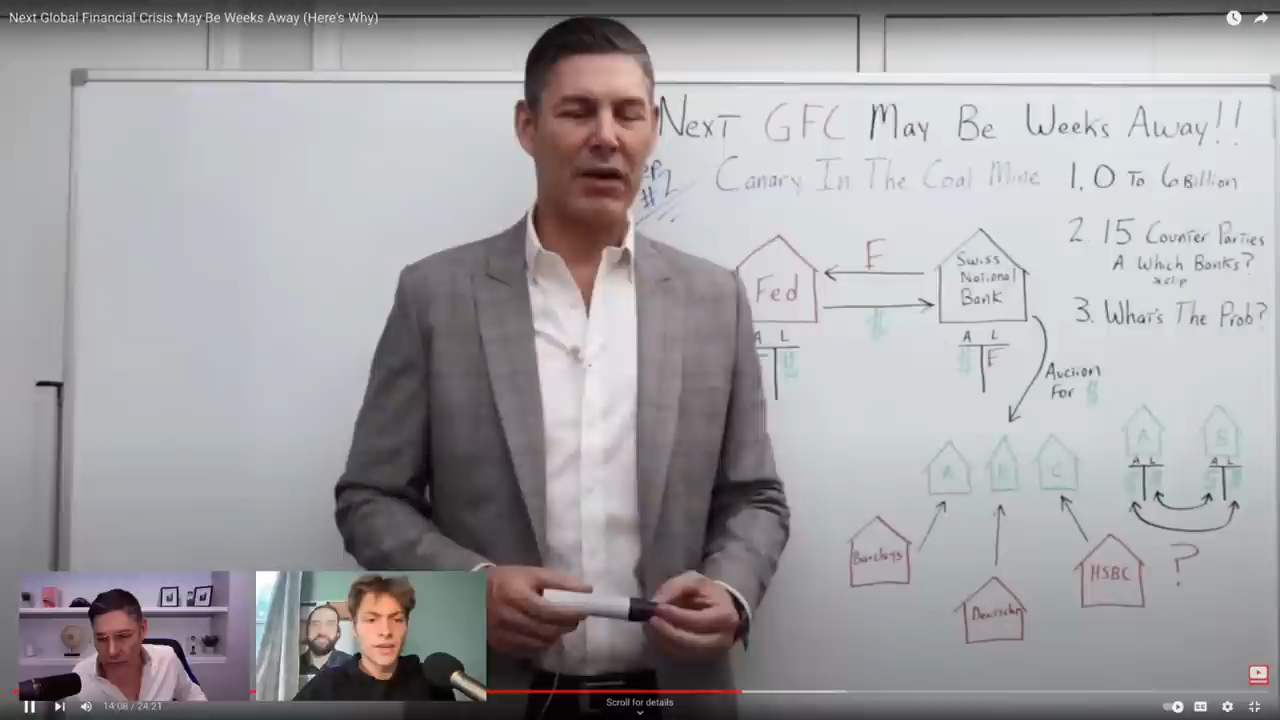 Next Global Financial Crisis May Be Weeks Away (Here's Why)
Next GFC May Be Weeks Away!!
Canary In The Coal Mine
#2
1. 0 To 6 Billion
2. 15 Counter Parties
A Which Banks?
*clip
3. What's The Prob?
Fed
F
$
Swiss
National
Bank
A L
$
A L
$ F
Auction
For $
A
B
C
A
B
A L
A L
Barclays
Deutsche
HSBC
?
14:08 / 24:21
Scroll for details